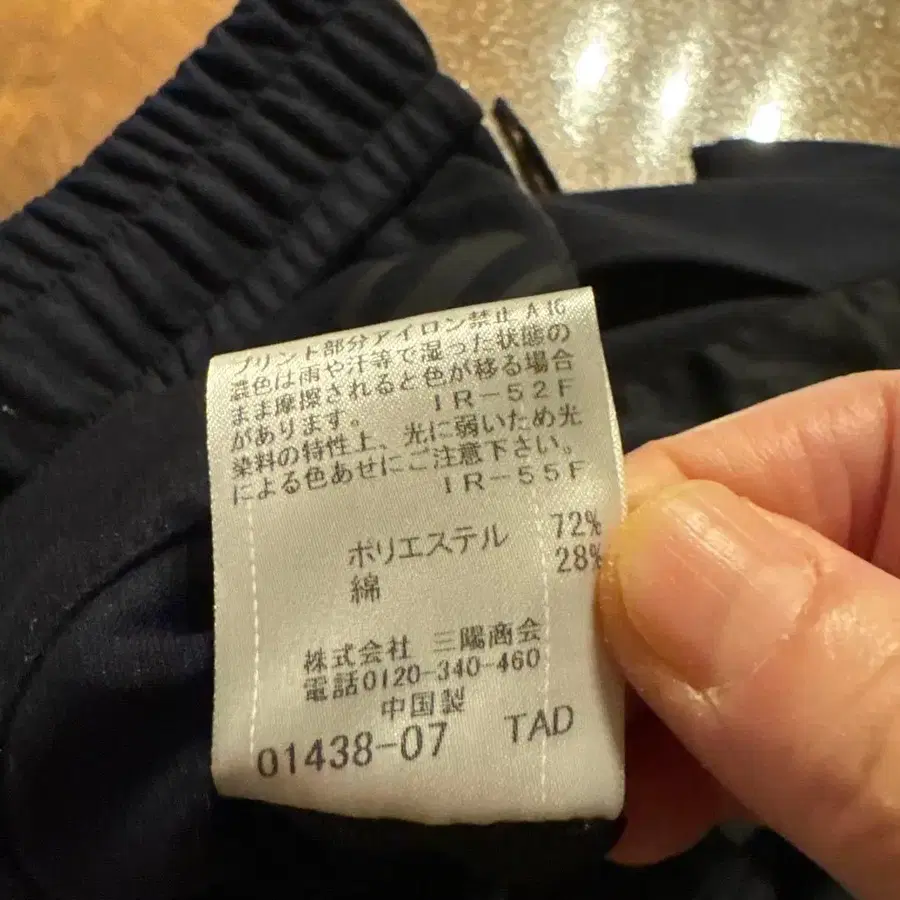 プリント部分アイロン禁止 A16
濃色は雨や汗等で湿った状態の
まま摩擦されると色が移る場合
があります。 IR-52F
染料の特性上、光に弱いため光
による色あせにご注意下さい。
IR-55F
ポリエステル 72%
綿 28%
株式会社 三陽商会
電話0120-340-460
中国製
01438-07 TAD